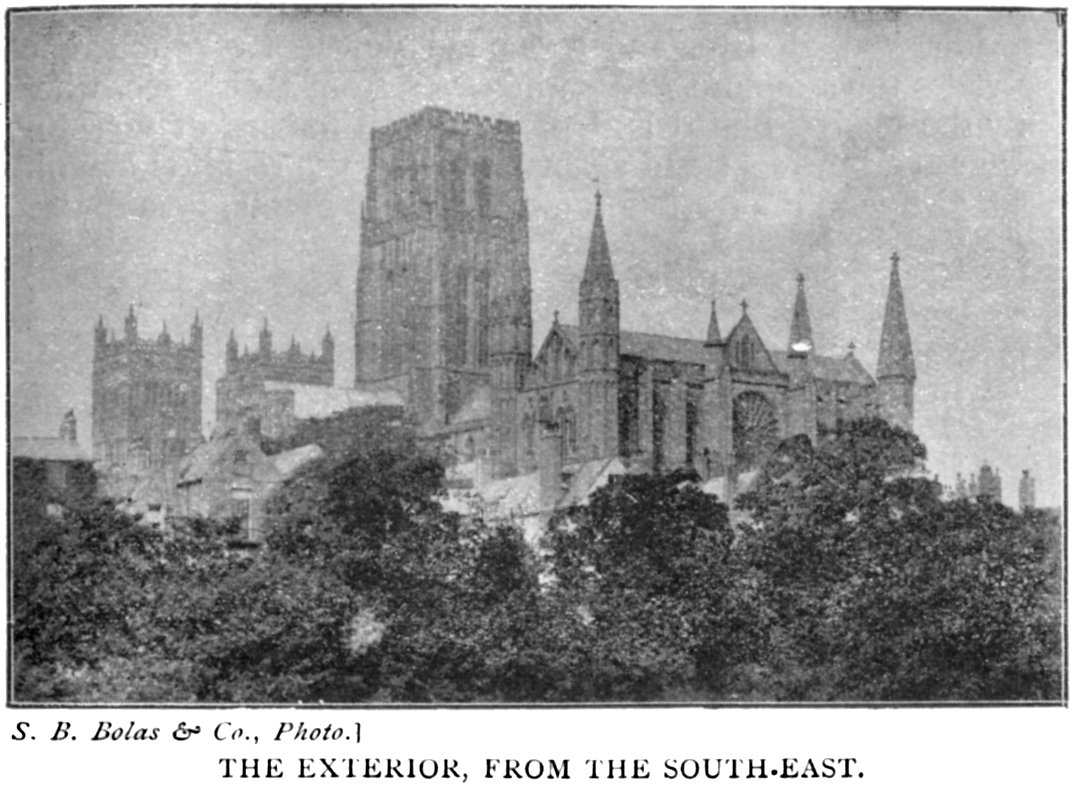 S. B. Bolas & Co., Photo.]
THE EXTERIOR, FROM THE SOUTH-EAST.